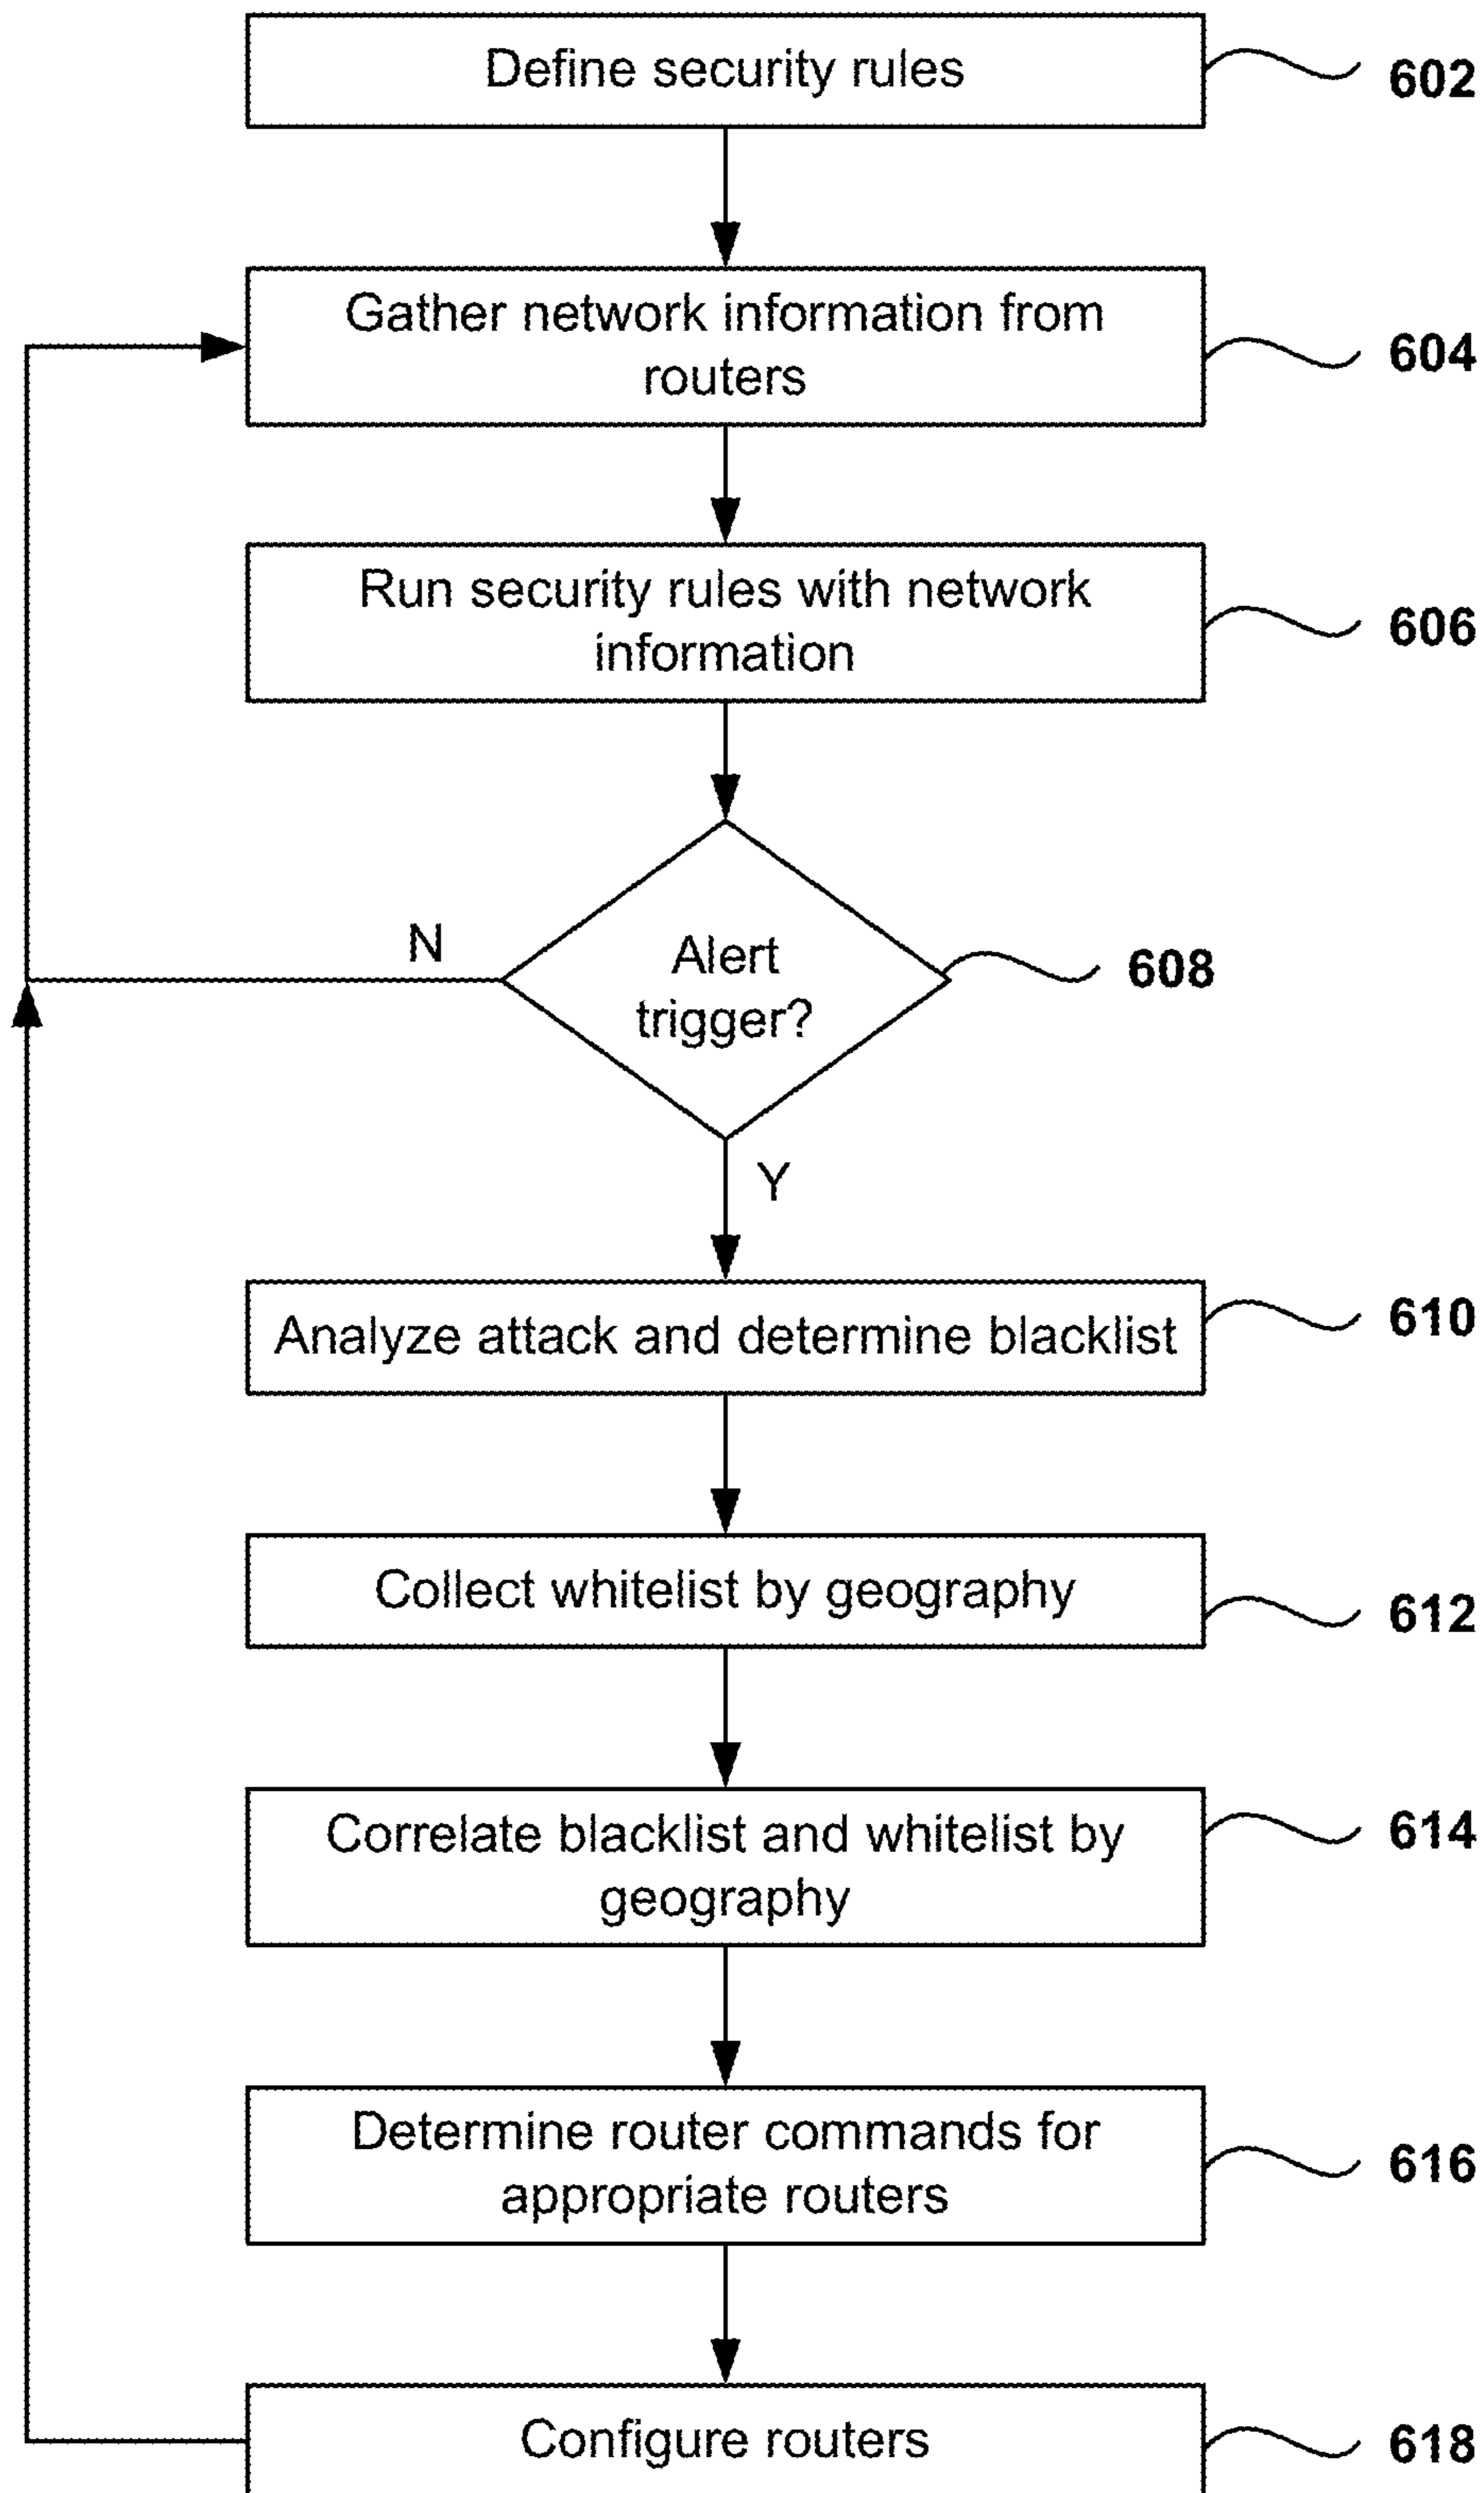 Define security rules
602
Gather network information from
routers
604
Run security rules with network
information
606
N
Alert
trigger?
608
Y
Analyze attack and determine blacklist
610
Collect whitelist by geography
612
Correlate blacklist and whitelist by
geography
614
Determine router commands for
appropriate routers
616
Configure routers
618